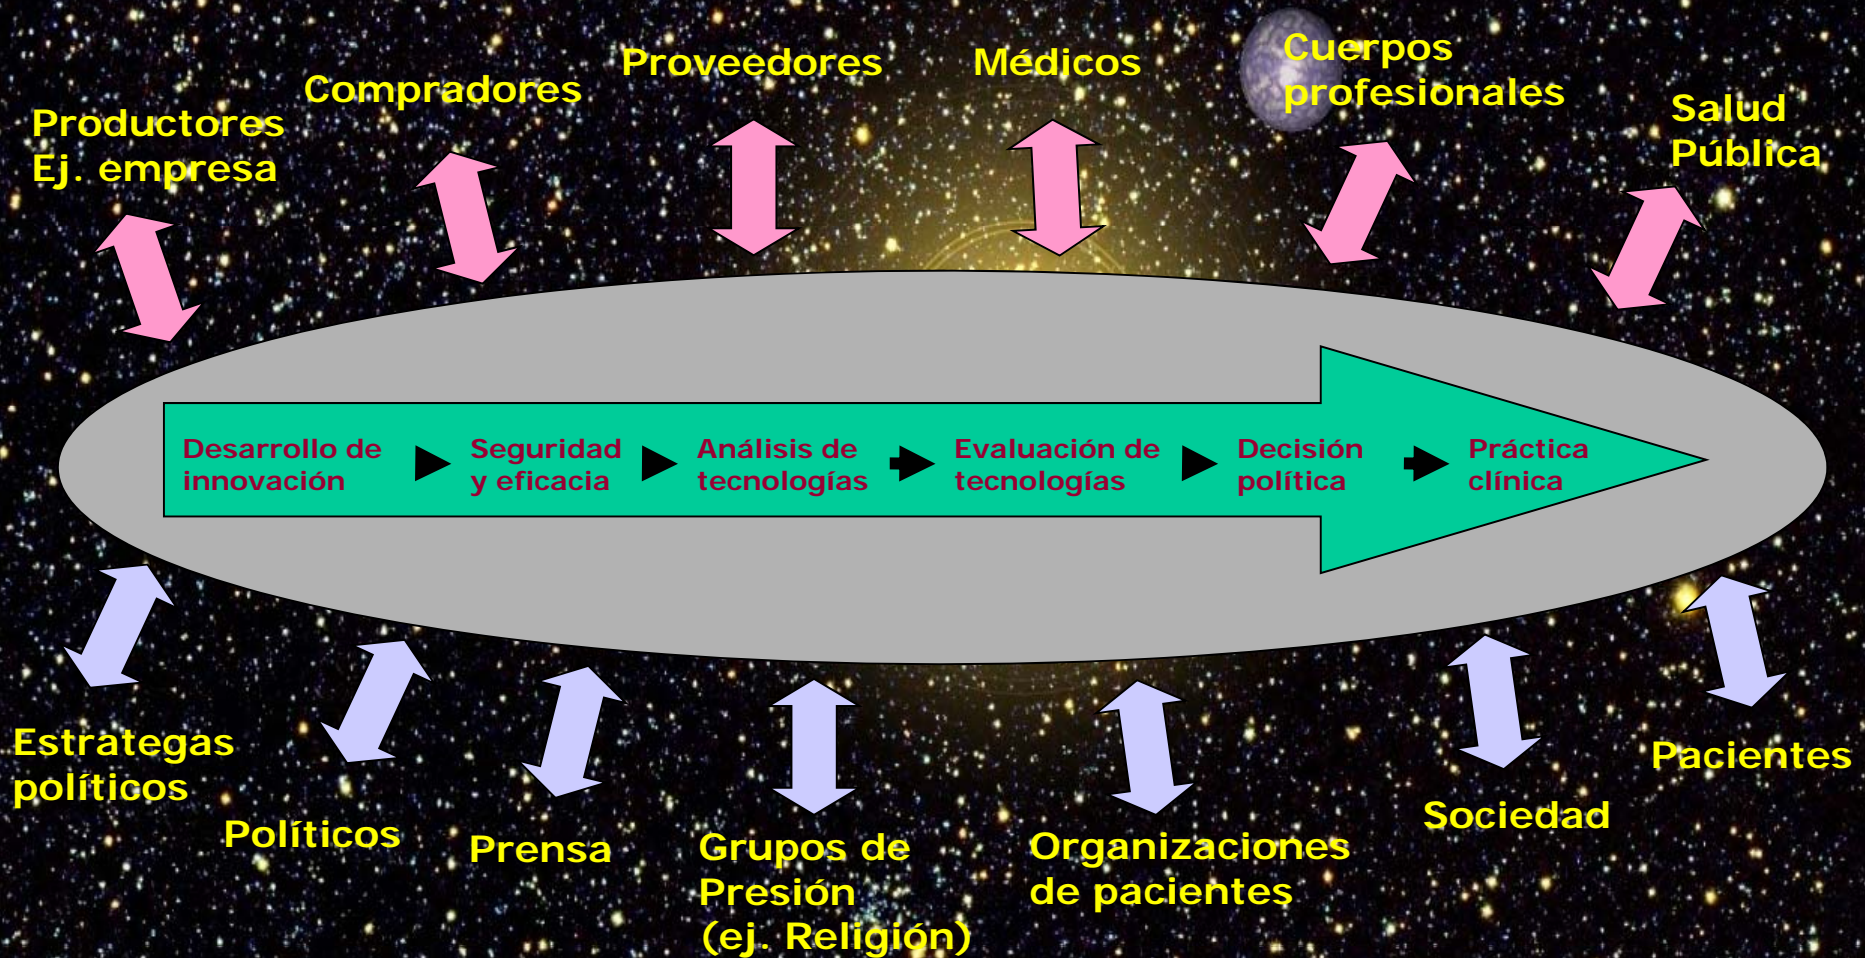 Productores
Ej. empresa
Compradores
Proveedores
Médicos
Cuerpos
profesionales
Salud
Pública
Desarrollo de
innovación
Seguridad
y eficacia
Análisis de
tecnologías
Evaluación de
tecnologías
Decisión
política
Práctica
clínica
Estrategas
políticos
Políticos
Prensa
Grupos de
Presión
(ej. Religión)
Organizaciones
de pacientes
Sociedad
Pacientes